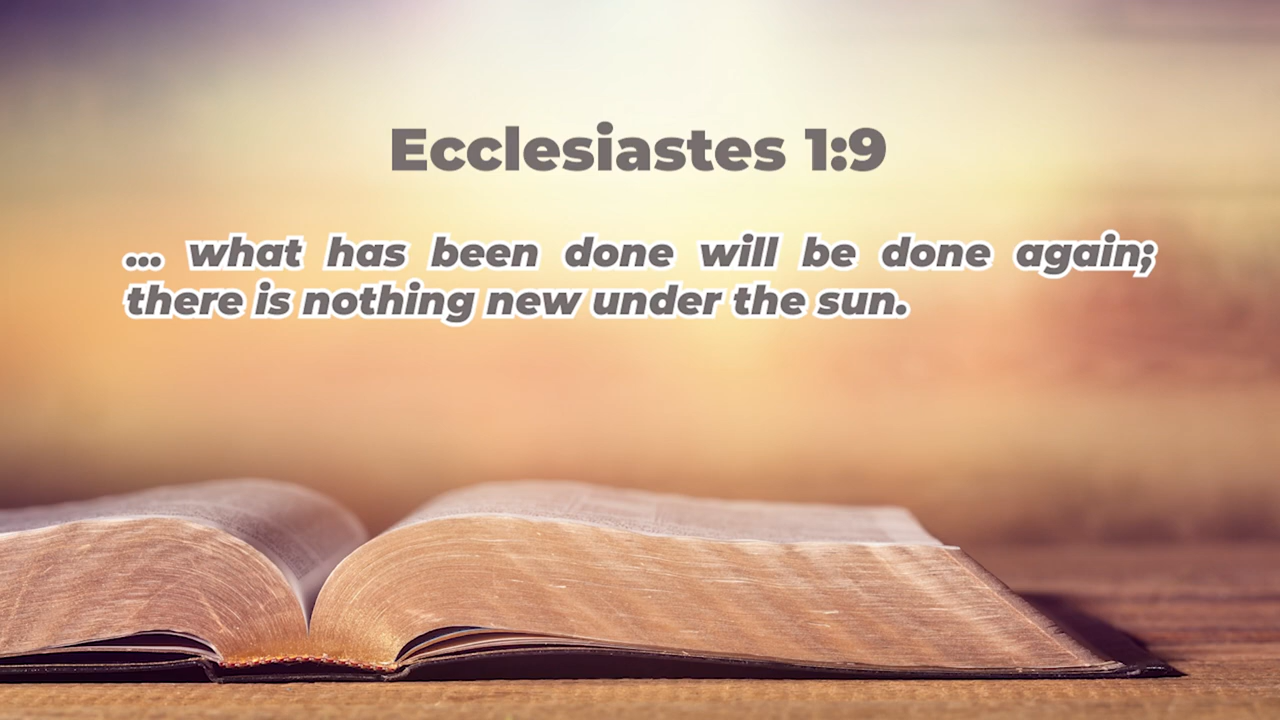 Ecclesiastes 1:9
... what has been done will be done again;
there is nothing new under the sun.